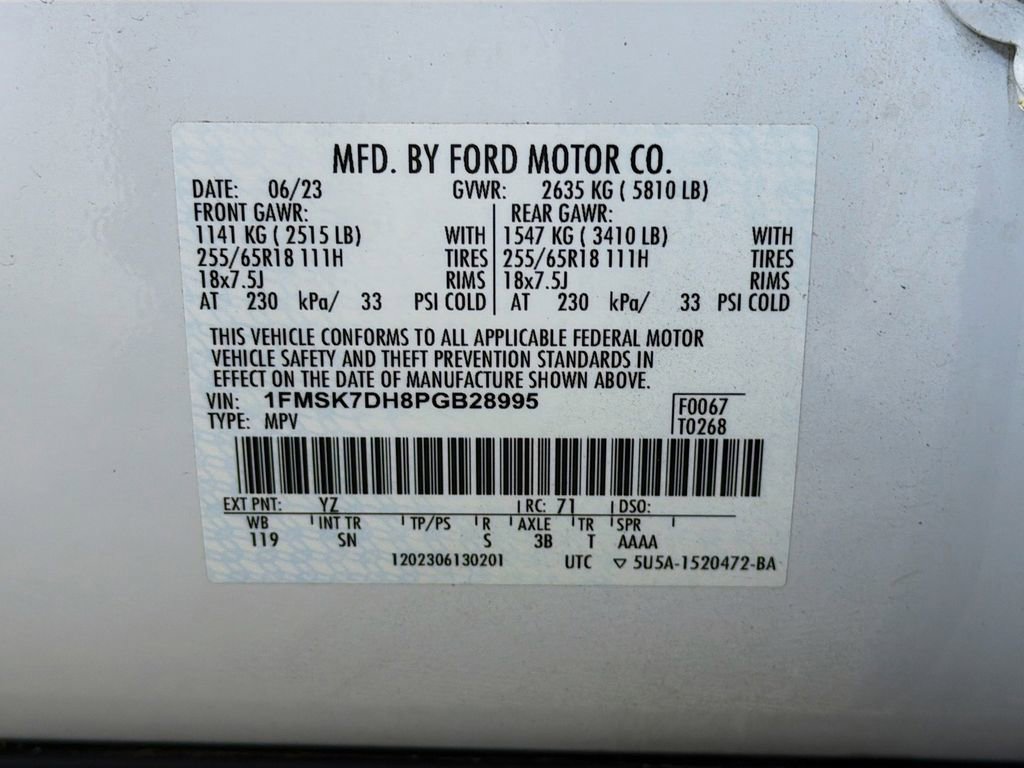 MFD. BY FORD MOTOR CO.
DATE: 06/23 GVWR: 2635 KG ( 5810 LB)
FRONT GAWR: REAR GAWR:
1141 KG ( 2515 LB) WITH 1547 KG ( 3410 LB) WITH
255/65R18 111H TIRES 255/65R18 111H TIRES
18x7.5J RIMS 18x7.5J RIMS
AT 230 kPa/ 33 PSI COLD AT 230 kPa/ 33 PSI COLD
THIS VEHICLE CONFORMS TO ALL APPLICABLE FEDERAL MOTOR
VEHICLE SAFETY AND THEFT PREVENTION STANDARDS IN
EFFECT ON THE DATE OF MANUFACTURE SHOWN ABOVE.
VIN: 1FMSK7DH8PGB28995 F0067
TYPE: MPV T0268
EXT PNT: YZ RC: 71 DSO:
WB INT TR TP/PS R AXLE TR SPR
119 SN S 3B T AAAA
1202306130201 UTC ▽ 5U5A-1520472-BA